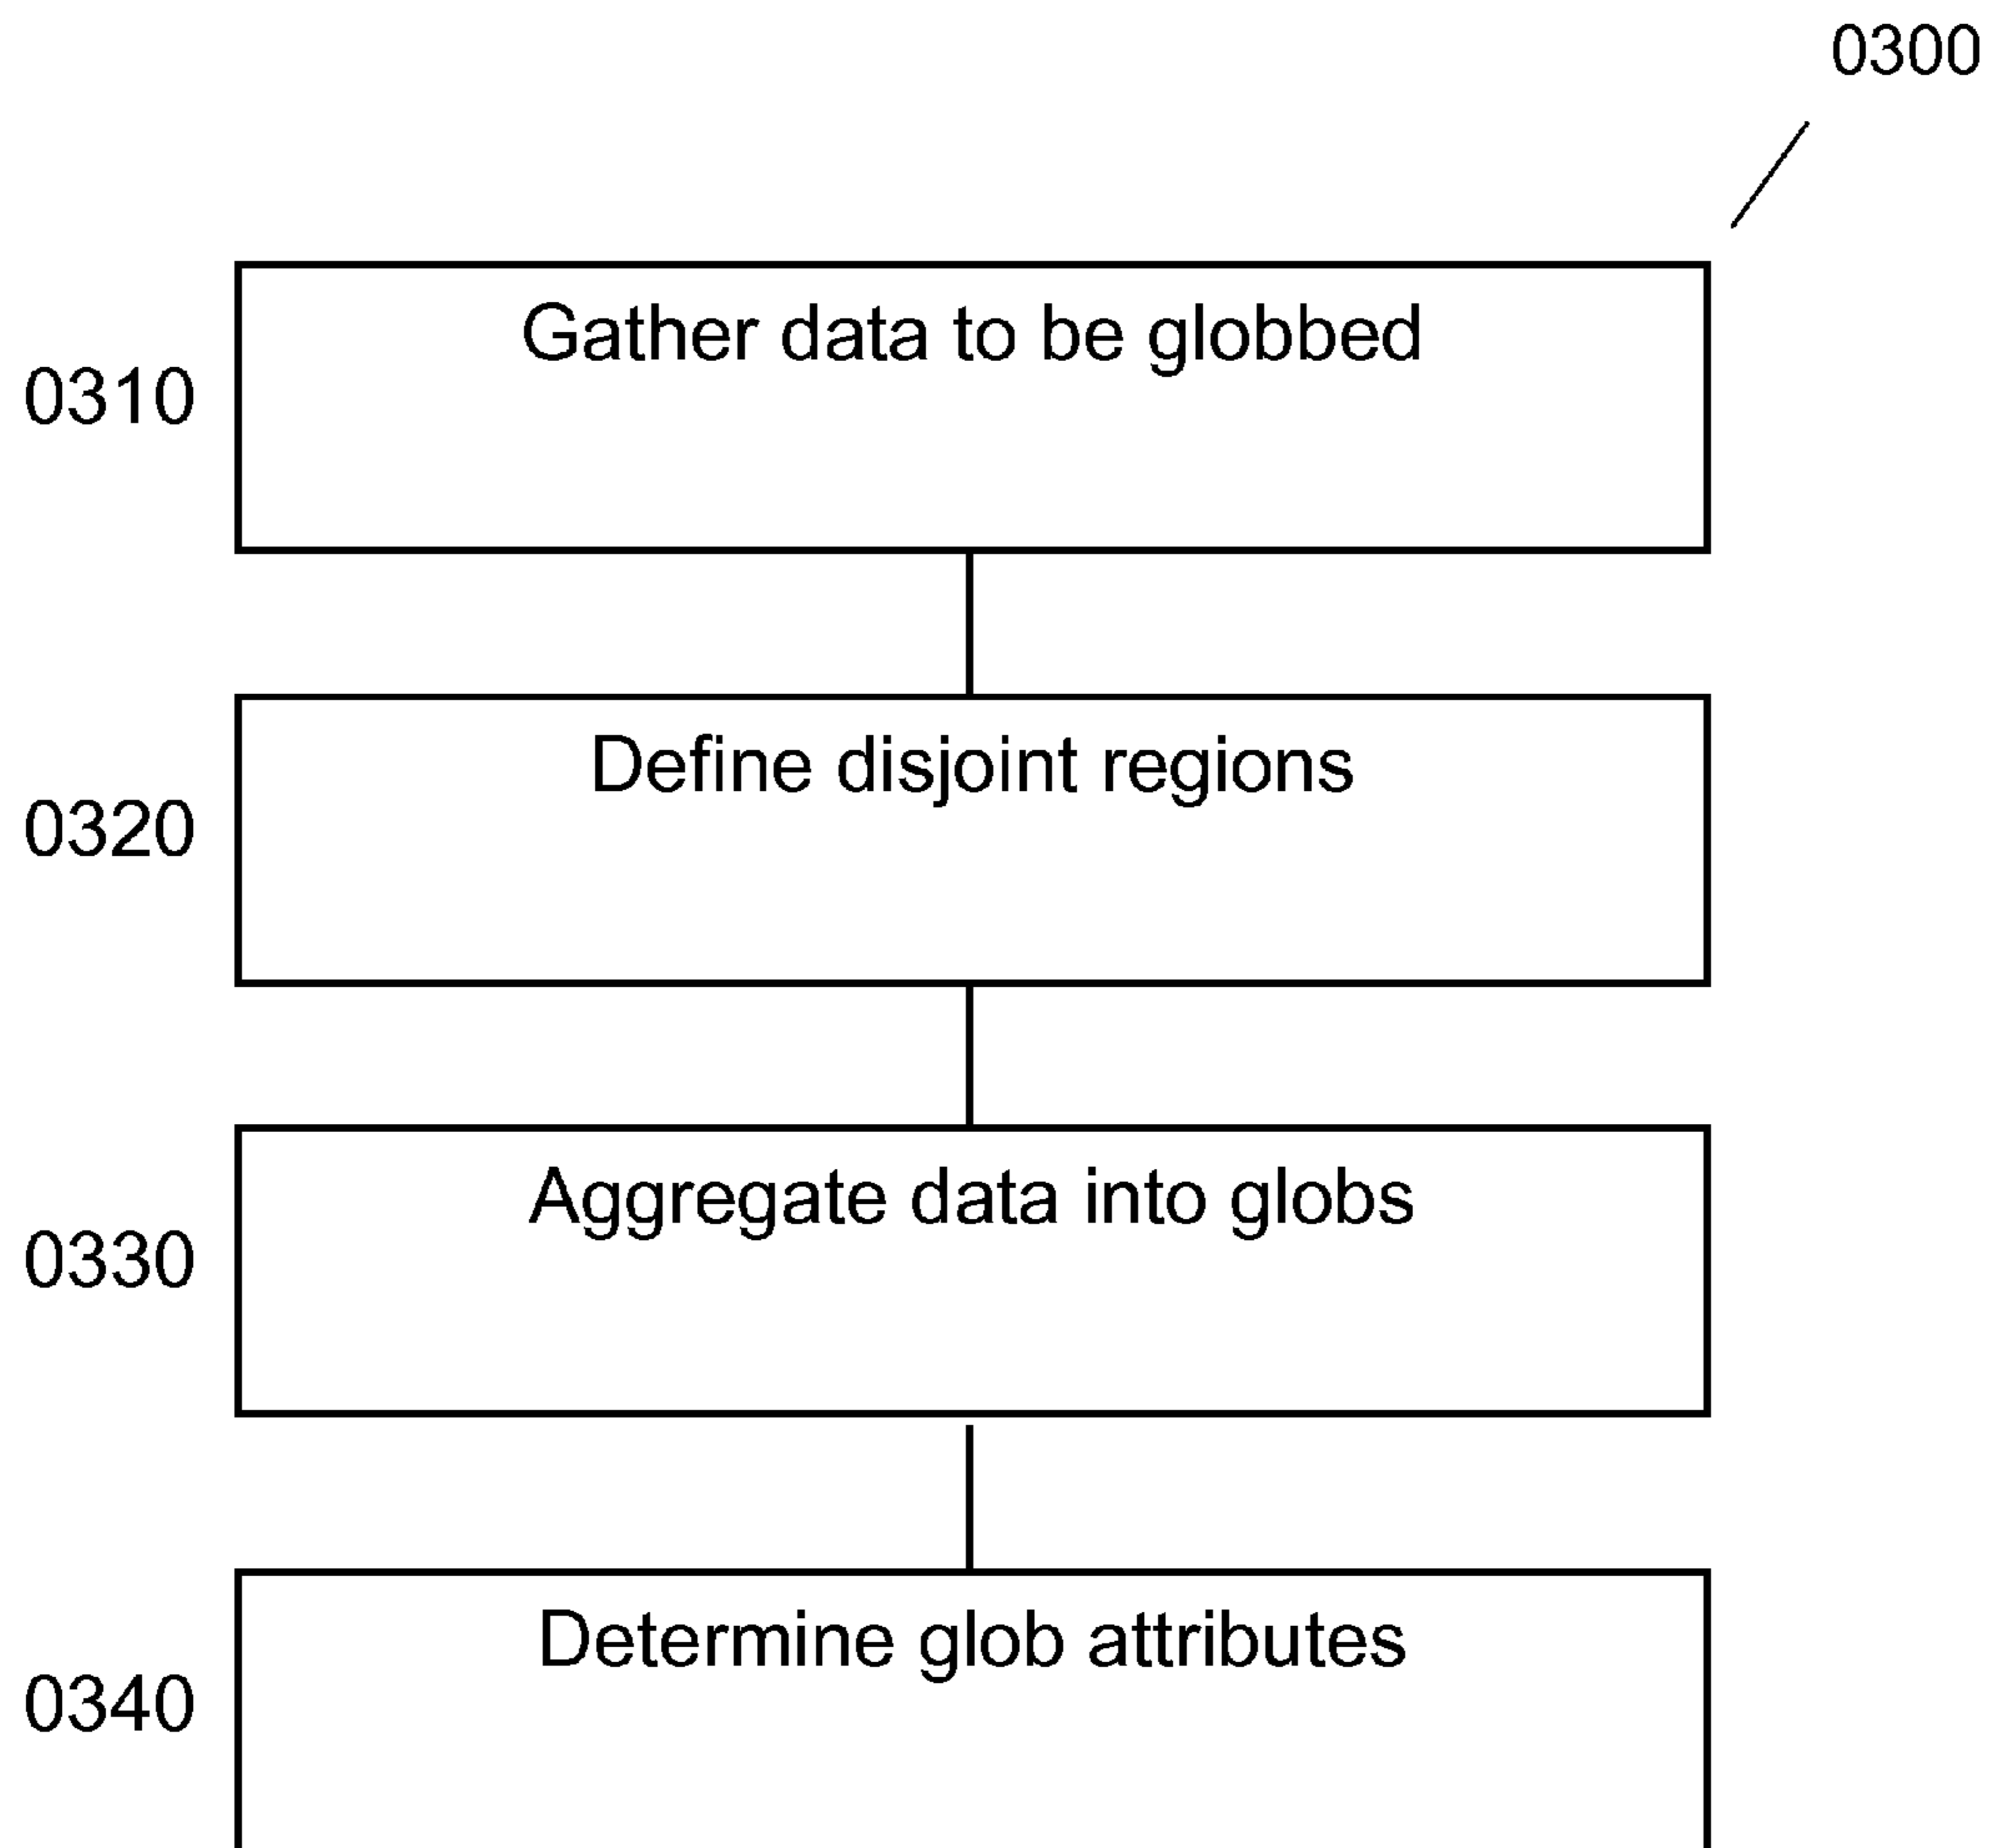 0300
Gather data to be globbed
0310
Define disjoint regions
0320
Aggregate data into globs
0330
Determine glob attributes
0340